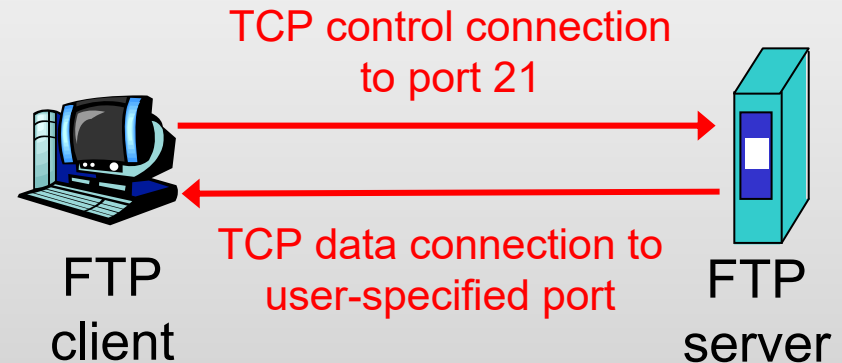 TCP control connection
to port 21
TCP data connection to
user-specified port
FTP
client
FTP
server